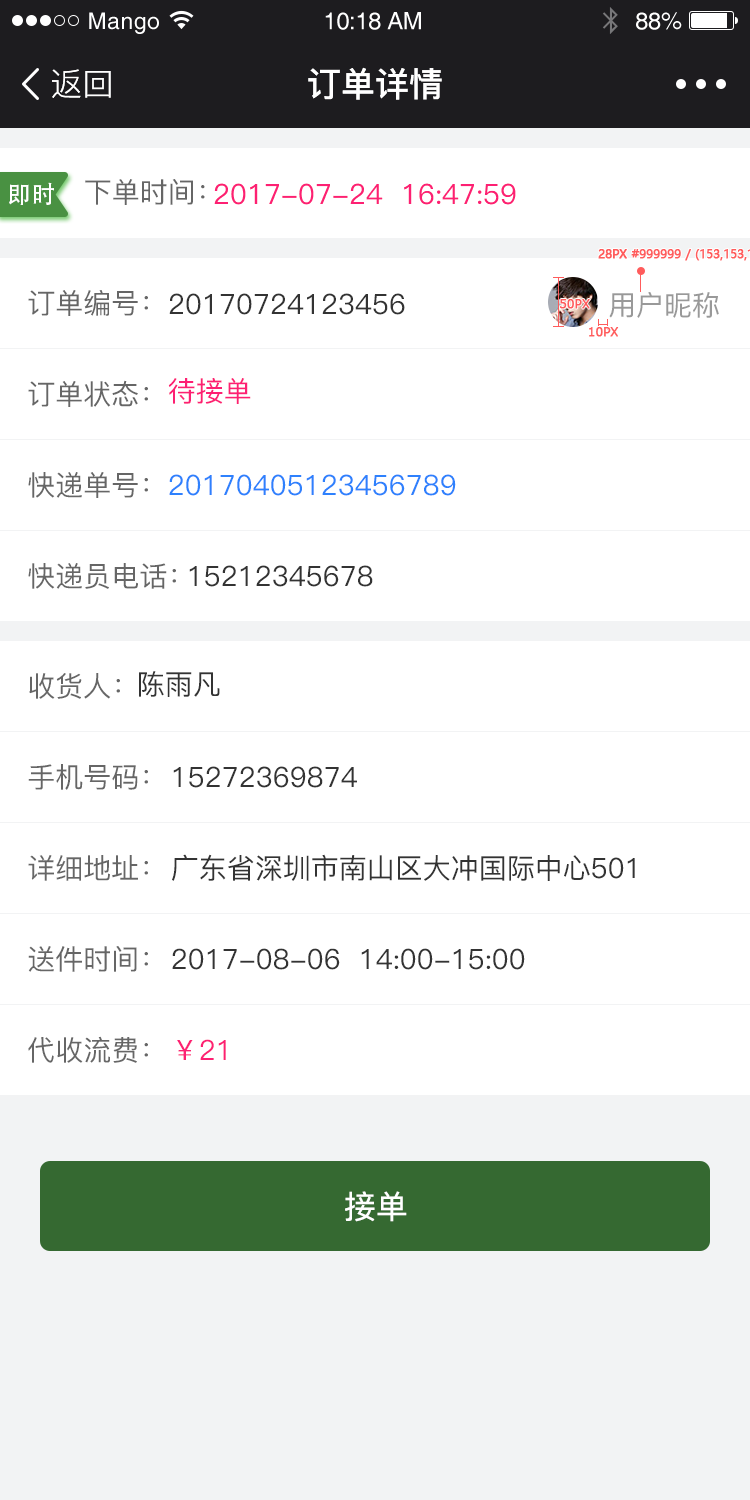 Mango 10:18 AM 88%
返回 订单详情
即时 下单时间: 2017-07-24 16:47:59
28PX #999999 / (153,153,
订单编号: 20170724123456 50PX 用户昵称
10PX
订单状态: 待接单
快递单号: 20170405123456789
快递员电话: 15212345678
收货人: 陈雨凡
手机号码: 15272369874
详细地址: 广东省深圳市南山区大冲国际中心501
送件时间: 2017-08-06 14:00-15:00
代收流费: ¥21
接单